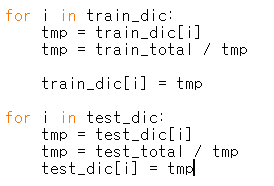 for i in train_dic:
    tmp = train_dic[i]
    tmp = train_total / tmp

    train_dic[i] = tmp

for i in test_dic:
    tmp = test_dic[i]
    tmp = test_total / tmp
    test_dic[i] = tmp